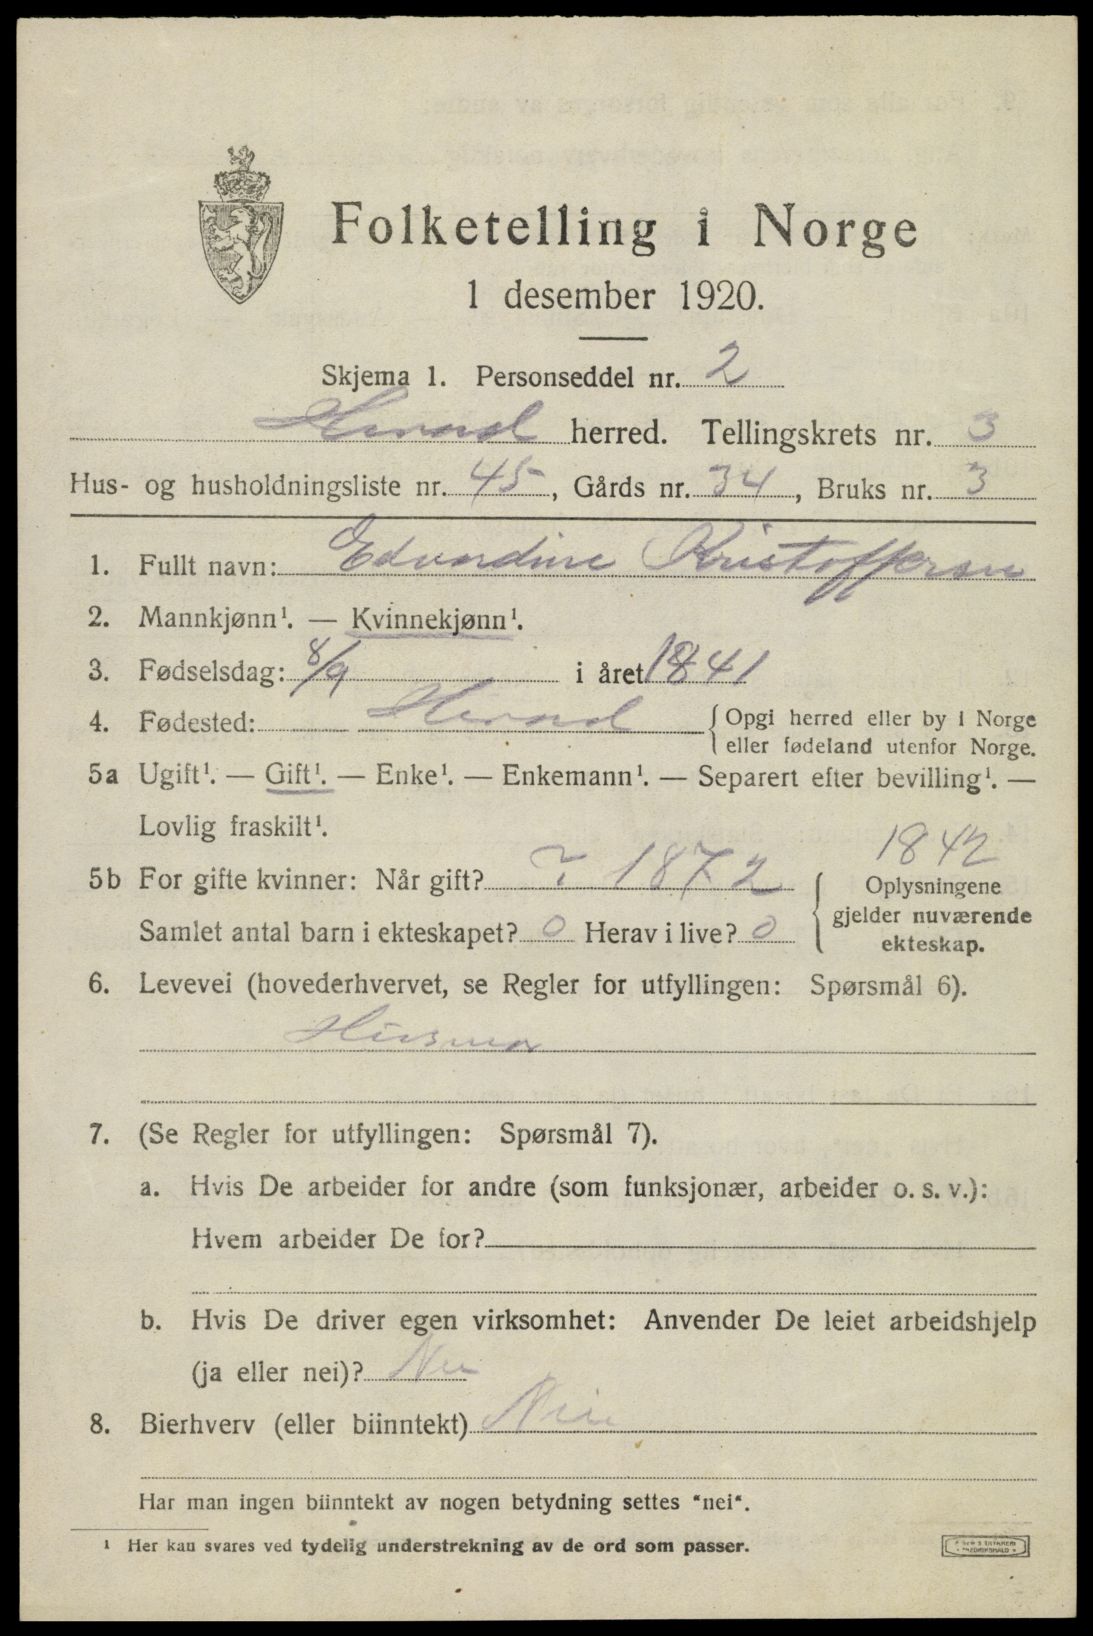 Folketelling i Norge
1 desember 1920.
Skjema 1. Personseddel nr. 2
Herad herred. Tellingskrets nr. 3
Hus- og husholdningsliste nr. 45, Gårds nr. 34, Bruks nr. 3
1. Fullt navn: Edvardine Kristoffersen
2. Mannkjønn¹. — Kvinnekjønn¹.
3. Fødselsdag: 8/9 i året 1841
4. Fødested: Herad { Opgi herred eller by i Norge
eller fødeland utenfor Norge.
5a Ugift¹. — Gift¹. — Enke¹. — Enkemann¹. — Separert efter bevilling¹. —
Lovlig fraskilt¹.
1842
5b For gifte kvinner: Når gift? ? 1872
Samlet antal barn i ekteskapet? 0 Herav i live? 0
{ Oplysningene
gjelder nuværende
ekteskap.
6. Levevei (hovederhvervet, se Regler for utfyllingen: Spørsmål 6).
Husmor
7. (Se Regler for utfyllingen: Spørsmål 7).
a. Hvis De arbeider for andre (som funksjonær, arbeider o. s. v.):
Hvem arbeider De for?
b. Hvis De driver egen virksomhet: Anvender De leiet arbeidshjelp
(ja eller nei)? Nei
8. Bierhverv (eller biinntekt) Nei
Har man ingen biinntekt av nogen betydning settes "nei".
¹ Her kan svares ved tydelig understrekning av de ord som passer.